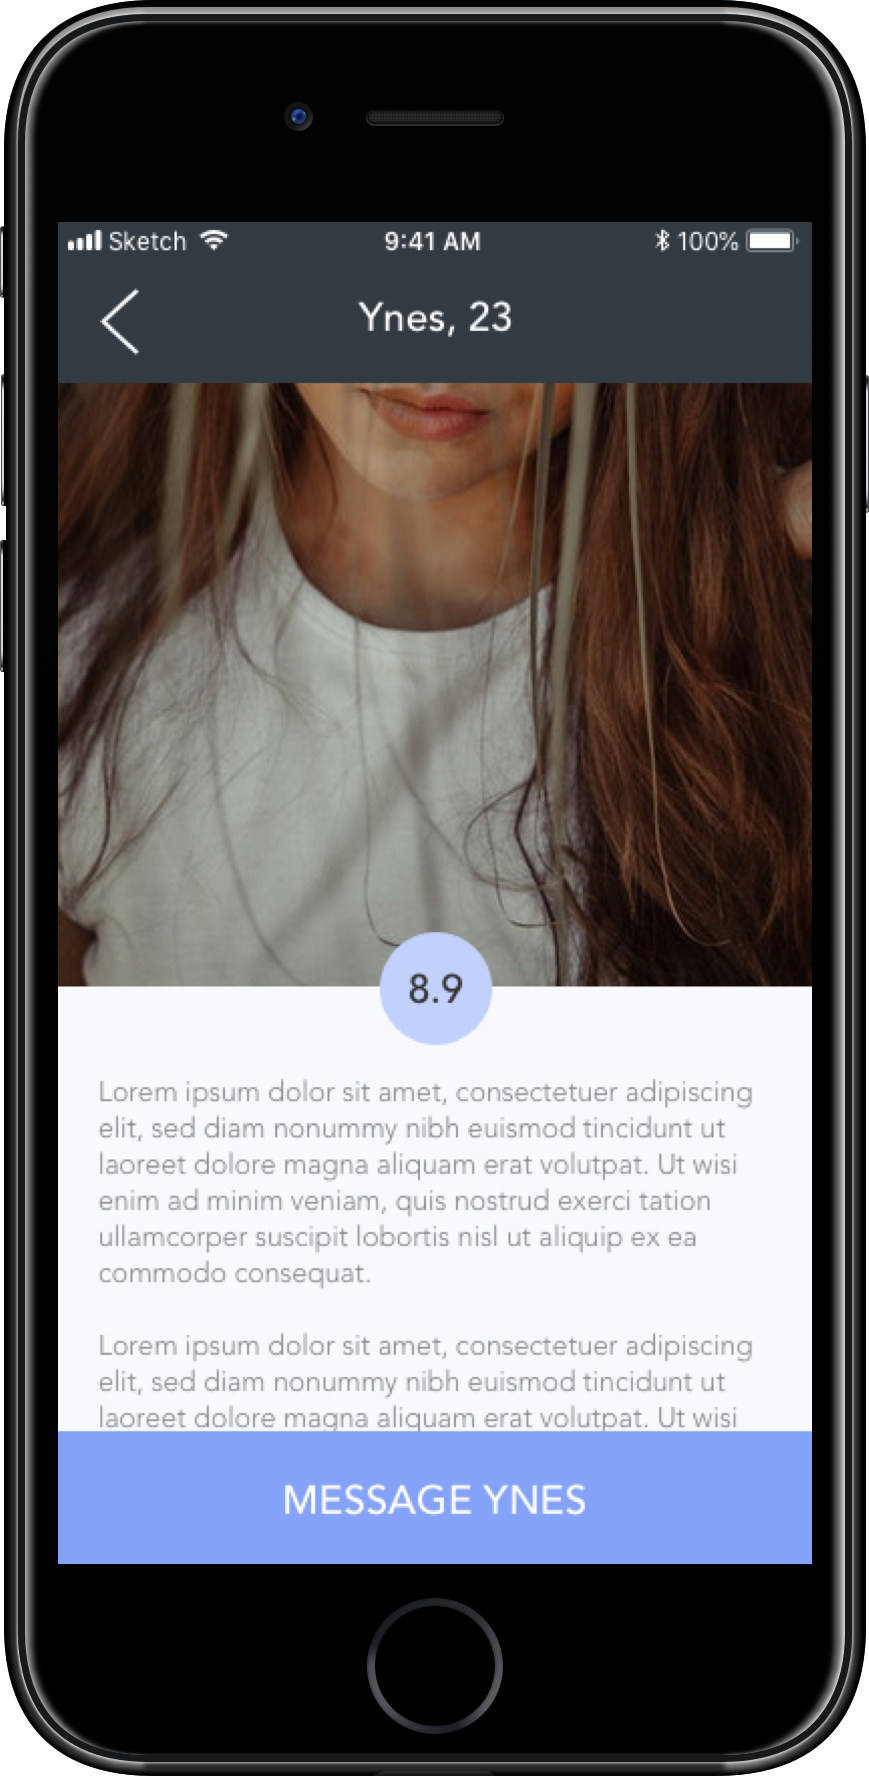 Sketch 9:41 AM 100%
Ynes, 23
8.9
Lorem ipsum dolor sit amet, consectetuer adipiscing
elit, sed diam nonummy nibh euismod tincidunt ut
laoreet dolore magna aliquam erat volutpat. Ut wisi
enim ad minim veniam, quis nostrud exerci tation
ullamcorper suscipit lobortis nisl ut aliquip ex ea
commodo consequat.
Lorem ipsum dolor sit amet, consectetuer adipiscing
elit, sed diam nonummy nibh euismod tincidunt ut
laoreet dolore magna aliquam erat volutpat. Ut wisi
MESSAGE YNES